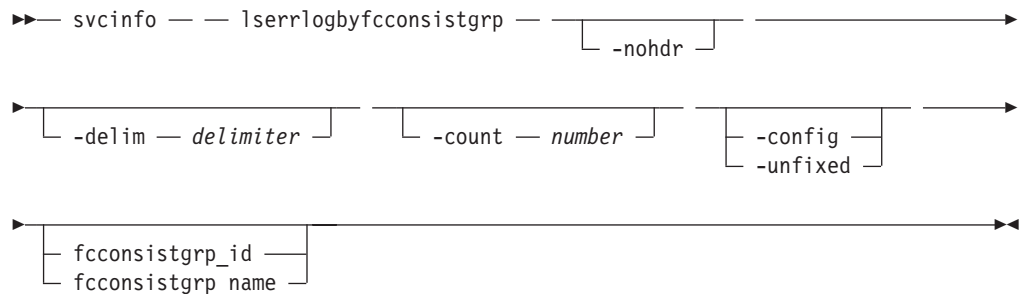 svcinfo lserrlogbyfcconsistgrp
-nohdr
-delim delimiter -count number -config
-unfixed
fcconsistgrp_id
fcconsistgrp name